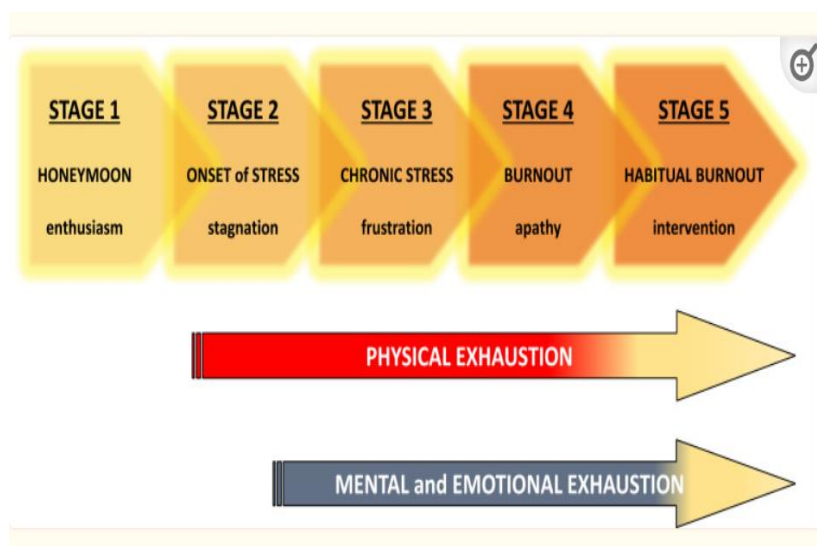 STAGE 1
HONEYMOON
enthusiasm
STAGE 2
ONSET of STRESS
stagnation
STAGE 3
CHRONIC STRESS
frustration
STAGE 4
BURNOUT
apathy
STAGE 5
HABITUAL BURNOUT
intervention
PHYSICAL EXHAUSTION
MENTAL and EMOTIONAL EXHAUSTION